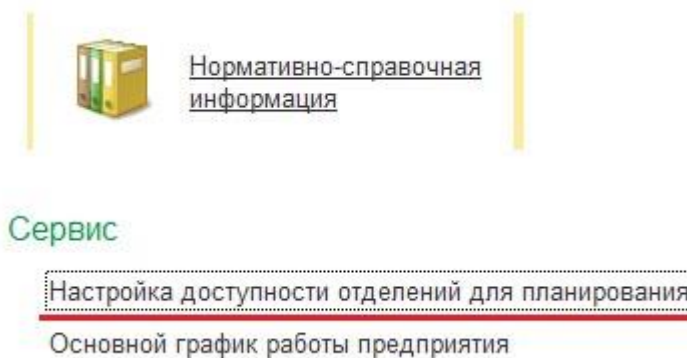 Нормативно-справочная
информация
Сервис
Настройка доступности отделений для планирования
Основной график работы предприятия